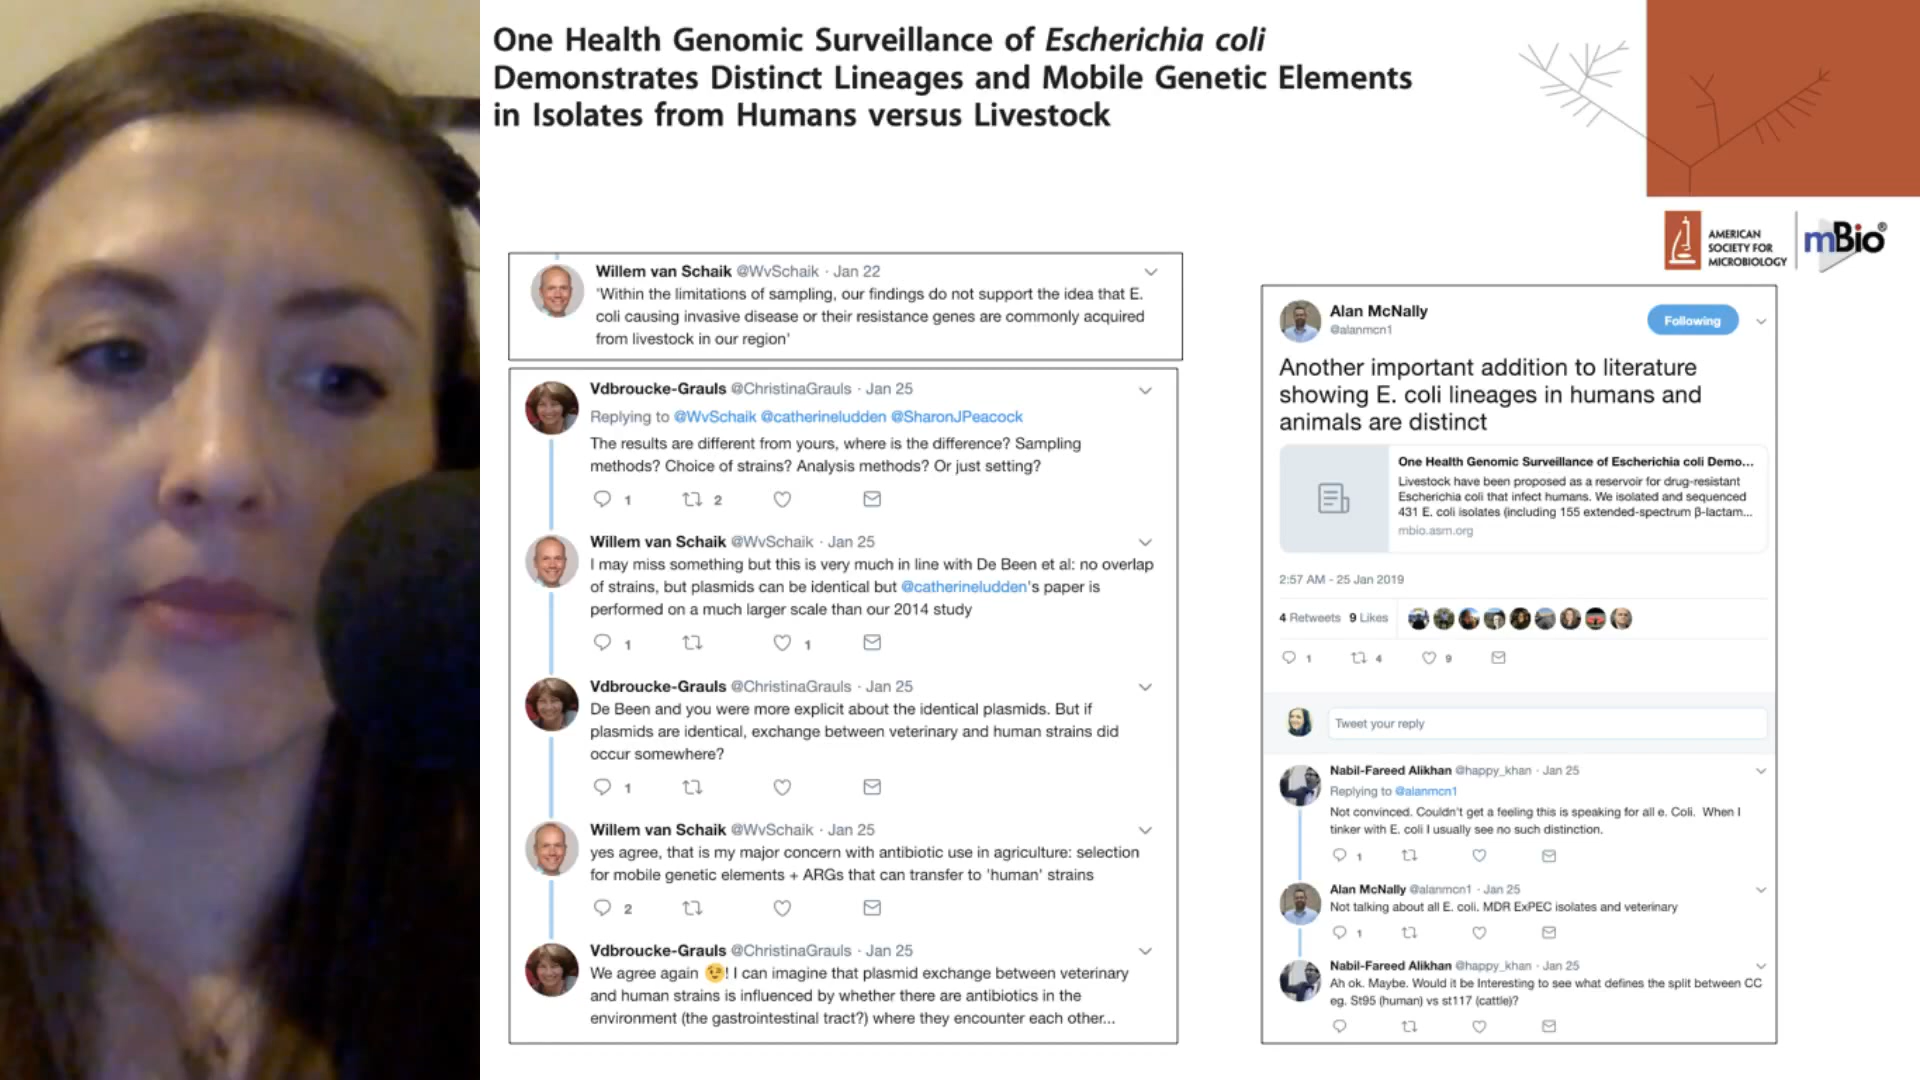 One Health Genomic Surveillance of Escherichia coli
Demonstrates Distinct Lineages and Mobile Genetic Elements
in Isolates from Humans versus Livestock
AMERICAN
SOCIETY FOR
MICROBIOLOGY
mBio®
Willem van Schaik @WvSchaik · Jan 22
'Within the limitations of sampling, our findings do not support the idea that E.
coli causing invasive disease or their resistance genes are commonly acquired
from livestock in our region'
Vdbroucke-Grauls @ChristinaGrauls · Jan 25
Replying to @WvSchaik @catherineludden @SharonJPeacock
The results are different from yours, where is the difference? Sampling
methods? Choice of strains? Analysis methods? Or just setting?
1 2
Willem van Schaik @WvSchaik · Jan 25
I may miss something but this is very much in line with De Been et al: no overlap
of strains, but plasmids can be identical but @catherineludden's paper is
performed on a much larger scale than our 2014 study
1 1
Vdbroucke-Grauls @ChristinaGrauls · Jan 25
De Been and you were more explicit about the identical plasmids. But if
plasmids are identical, exchange between veterinary and human strains did
occur somewhere?
1
Willem van Schaik @WvSchaik · Jan 25
yes agree, that is my major concern with antibiotic use in agriculture: selection
for mobile genetic elements + ARGs that can transfer to 'human' strains
2
Vdbroucke-Grauls @ChristinaGrauls · Jan 25
We agree again 😉! I can imagine that plasmid exchange between veterinary
and human strains is influenced by whether there are antibiotics in the
environment (the gastrointestinal tract?) where they encounter each other...
Alan McNally
@alanmcn1
Following
Another important addition to literature
showing E. coli lineages in humans and
animals are distinct
One Health Genomic Surveillance of Escherichia coli Demo...
Livestock have been proposed as a reservoir for drug-resistant
Escherichia coli that infect humans. We isolated and sequenced
431 E. coli isolates (including 155 extended-spectrum β-lactam...
mbio.asm.org
2:57 AM - 25 Jan 2019
4 Retweets 9 Likes
1 4 9
Tweet your reply
Nabil-Fareed Alikhan @happy_khan · Jan 25
Replying to @alanmcn1
Not convinced. Couldn't get a feeling this is speaking for all e. Coli. When I
tinker with E. coli I usually see no such distinction.
1
Alan McNally @alanmcn1 · Jan 25
Not talking about all E. coli. MDR ExPEC isolates and veterinary
1
Nabil-Fareed Alikhan @happy_khan · Jan 25
Ah ok. Maybe. Would it be Interesting to see what defines the split between CC
eg. St95 (human) vs st117 (cattle)?